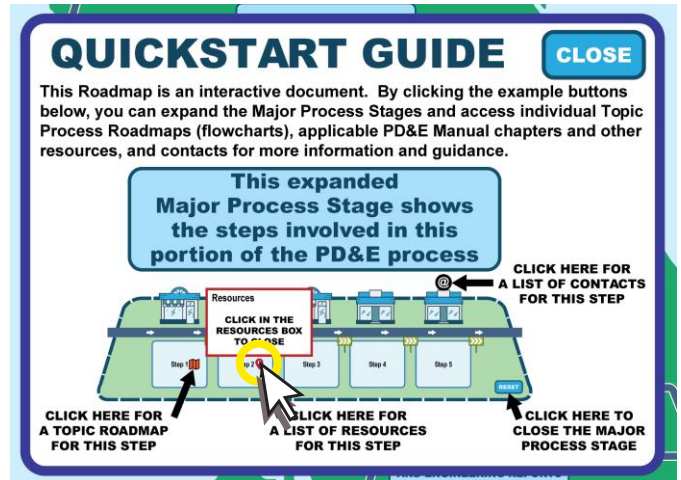 QUICKSTART GUIDE
CLOSE
This Roadmap is an interactive document. By clicking the example buttons
below, you can expand the Major Process Stages and access individual Topic
Process Roadmaps (flowcharts), applicable PD&E Manual chapters and other
resources, and contacts for more information and guidance.
This expanded
Major Process Stage shows
the steps involved in this
portion of the PD&E process
CLICK HERE FOR
A LIST OF CONTACTS
FOR THIS STEP
@
Resources
CLICK IN THE
RESOURCES BOX
TO CLOSE
Step 1
Step 2
Step 3
Step 4
Step 5
RESET
CLICK HERE FOR
A TOPIC ROADMAP
FOR THIS STEP
CLICK HERE FOR
A LIST OF RESOURCES
FOR THIS STEP
CLICK HERE TO
CLOSE THE MAJOR
PROCESS STAGE
AND ENGINEERING REPORTS